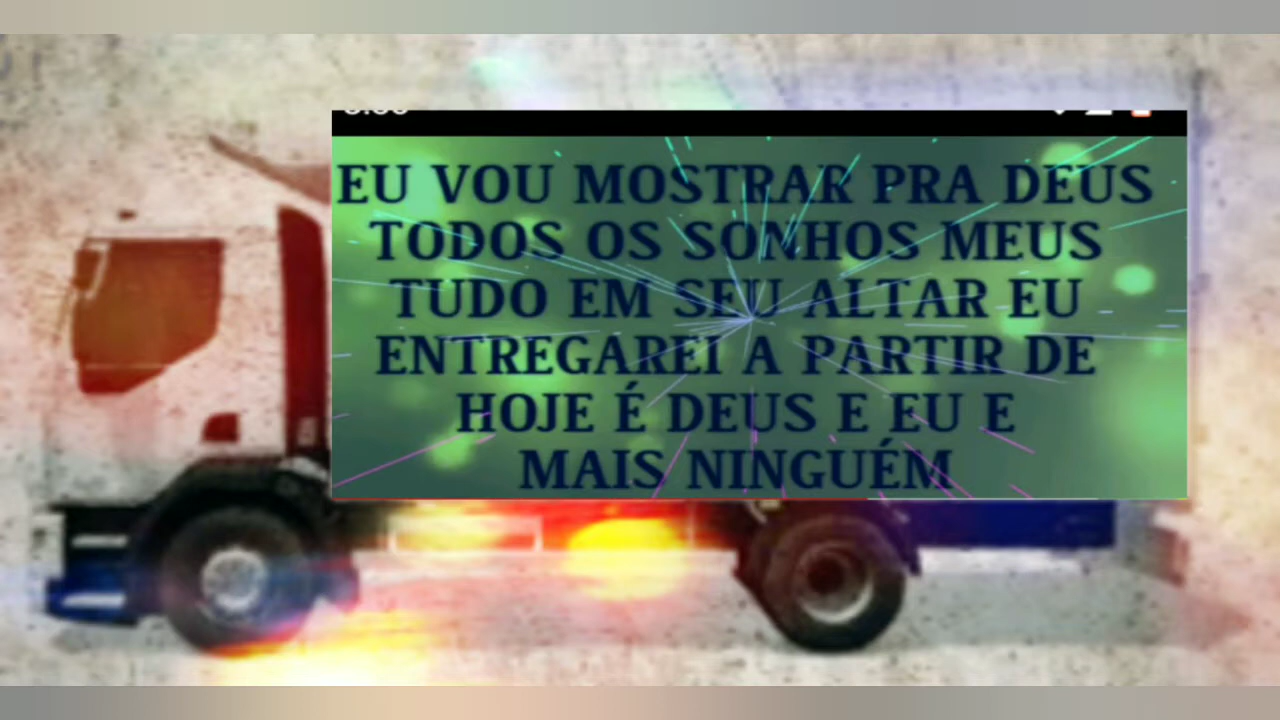 EU VOU MOSTRAR PRA DEUS
TODOS OS SONHOS MEUS
TUDO EM SEU ALTAR EU
ENTREGAREI A PARTIR DE
HOJE É DEUS E EU E
MAIS NINGUÉM